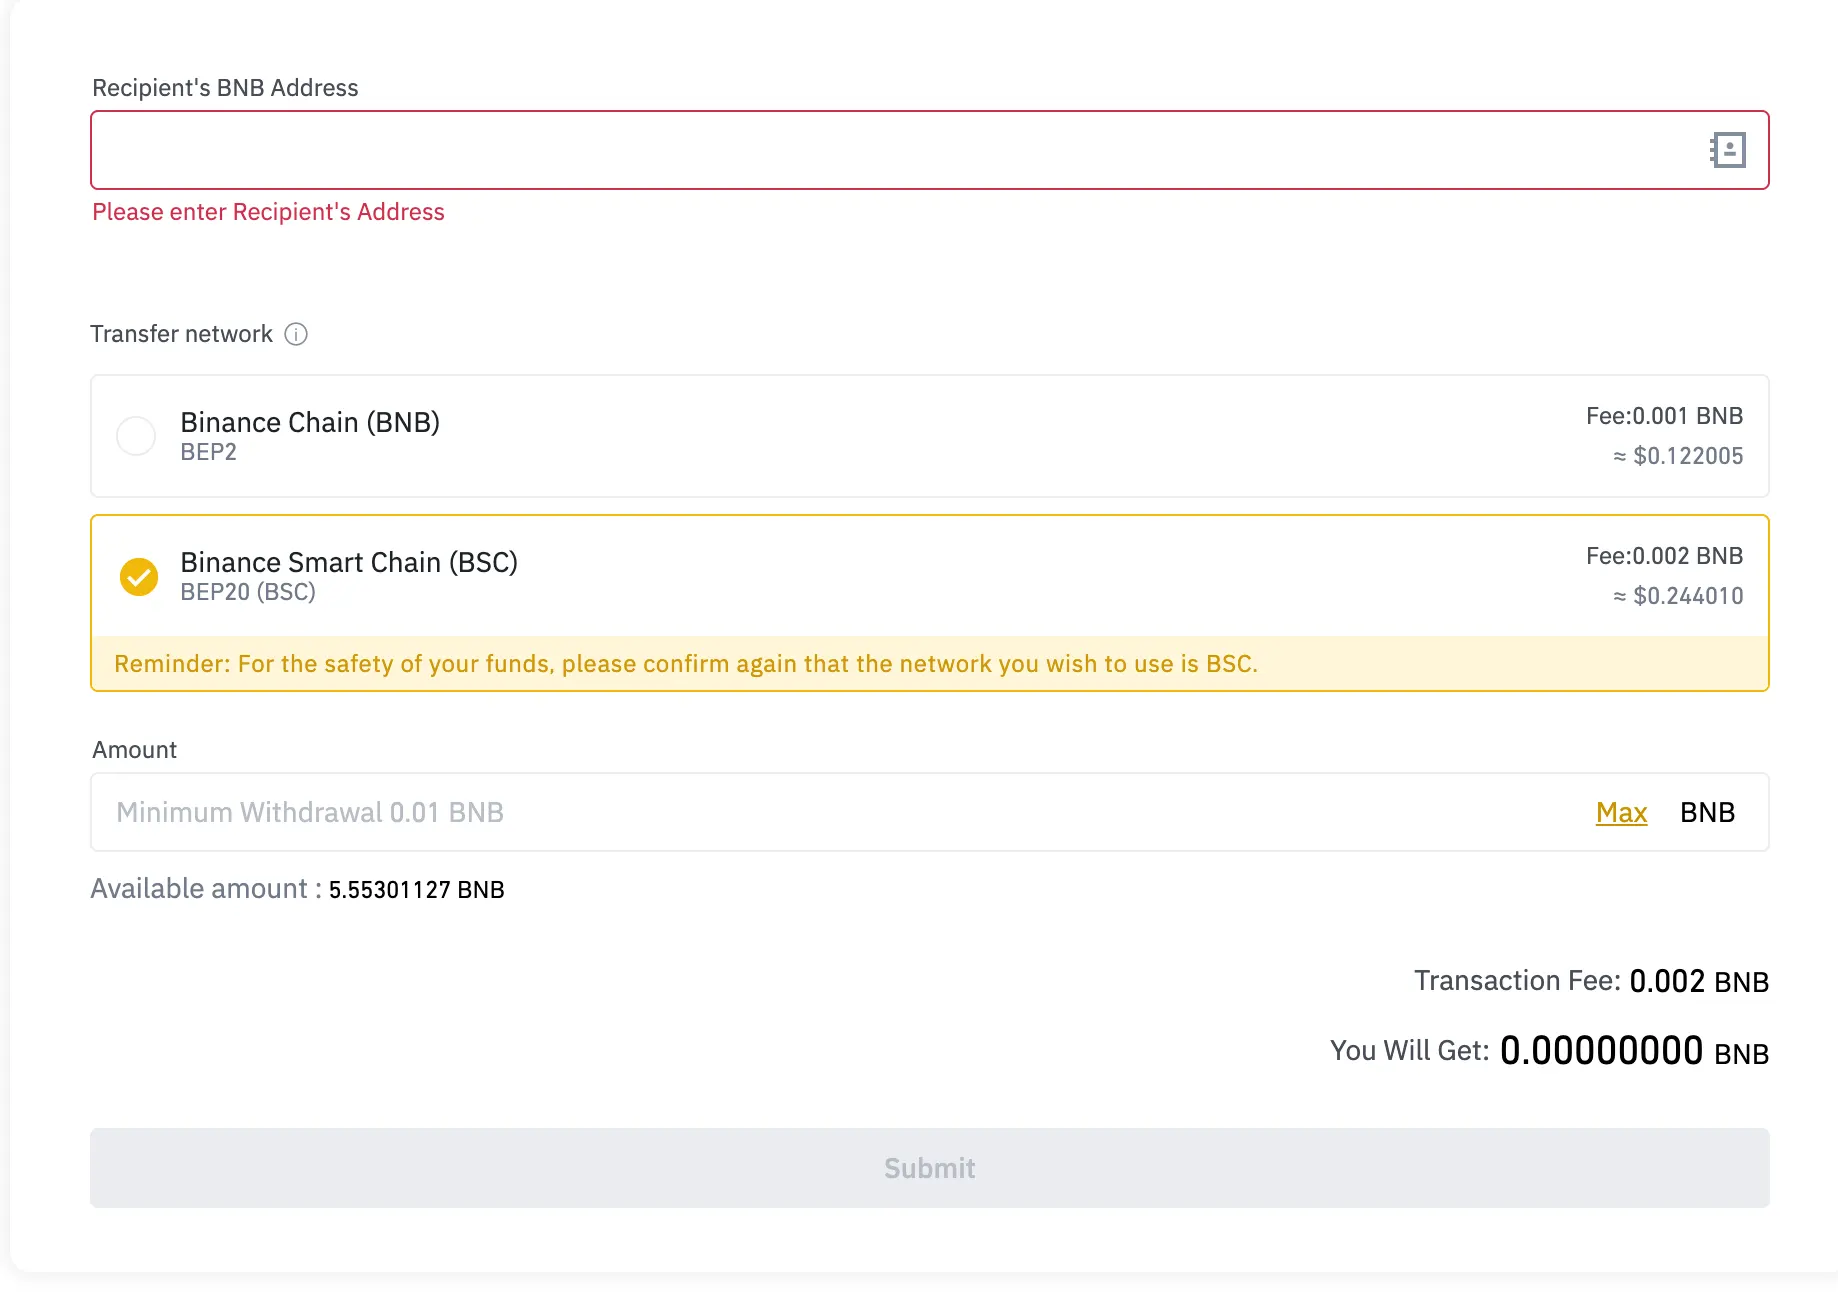 Recipient's BNB Address
Please enter Recipient's Address
Transfer network
Binance Chain (BNB)
BEP2
Fee:0.001 BNB
≈ $0.122005
Binance Smart Chain (BSC)
BEP20 (BSC)
Fee:0.002 BNB
≈ $0.244010
Reminder: For the safety of your funds, please confirm again that the network you wish to use is BSC.
Amount
Minimum Withdrawal 0.01 BNB Max BNB
Available amount : 5.55301127 BNB
Transaction Fee: 0.002 BNB
You Will Get: 0.00000000 BNB
Submit